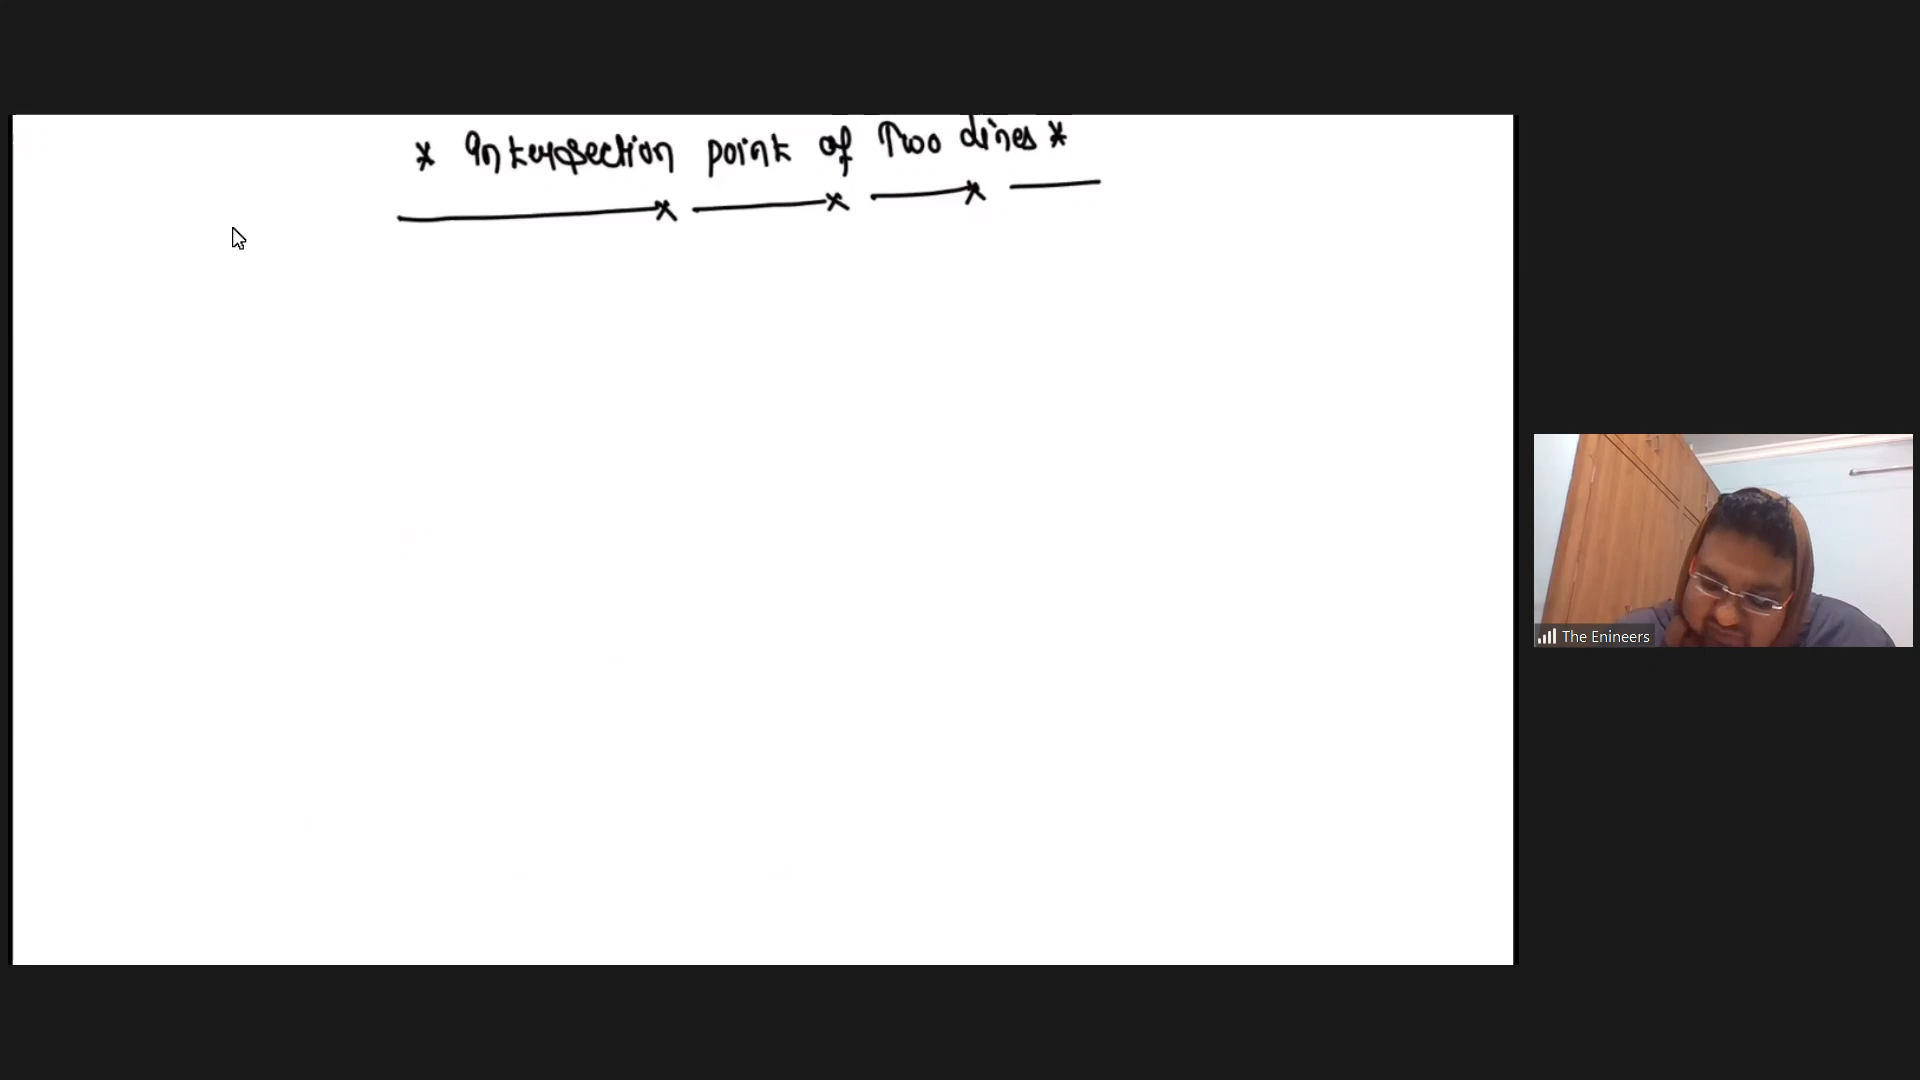 * Intersection point of Two Lines *
The Enineers